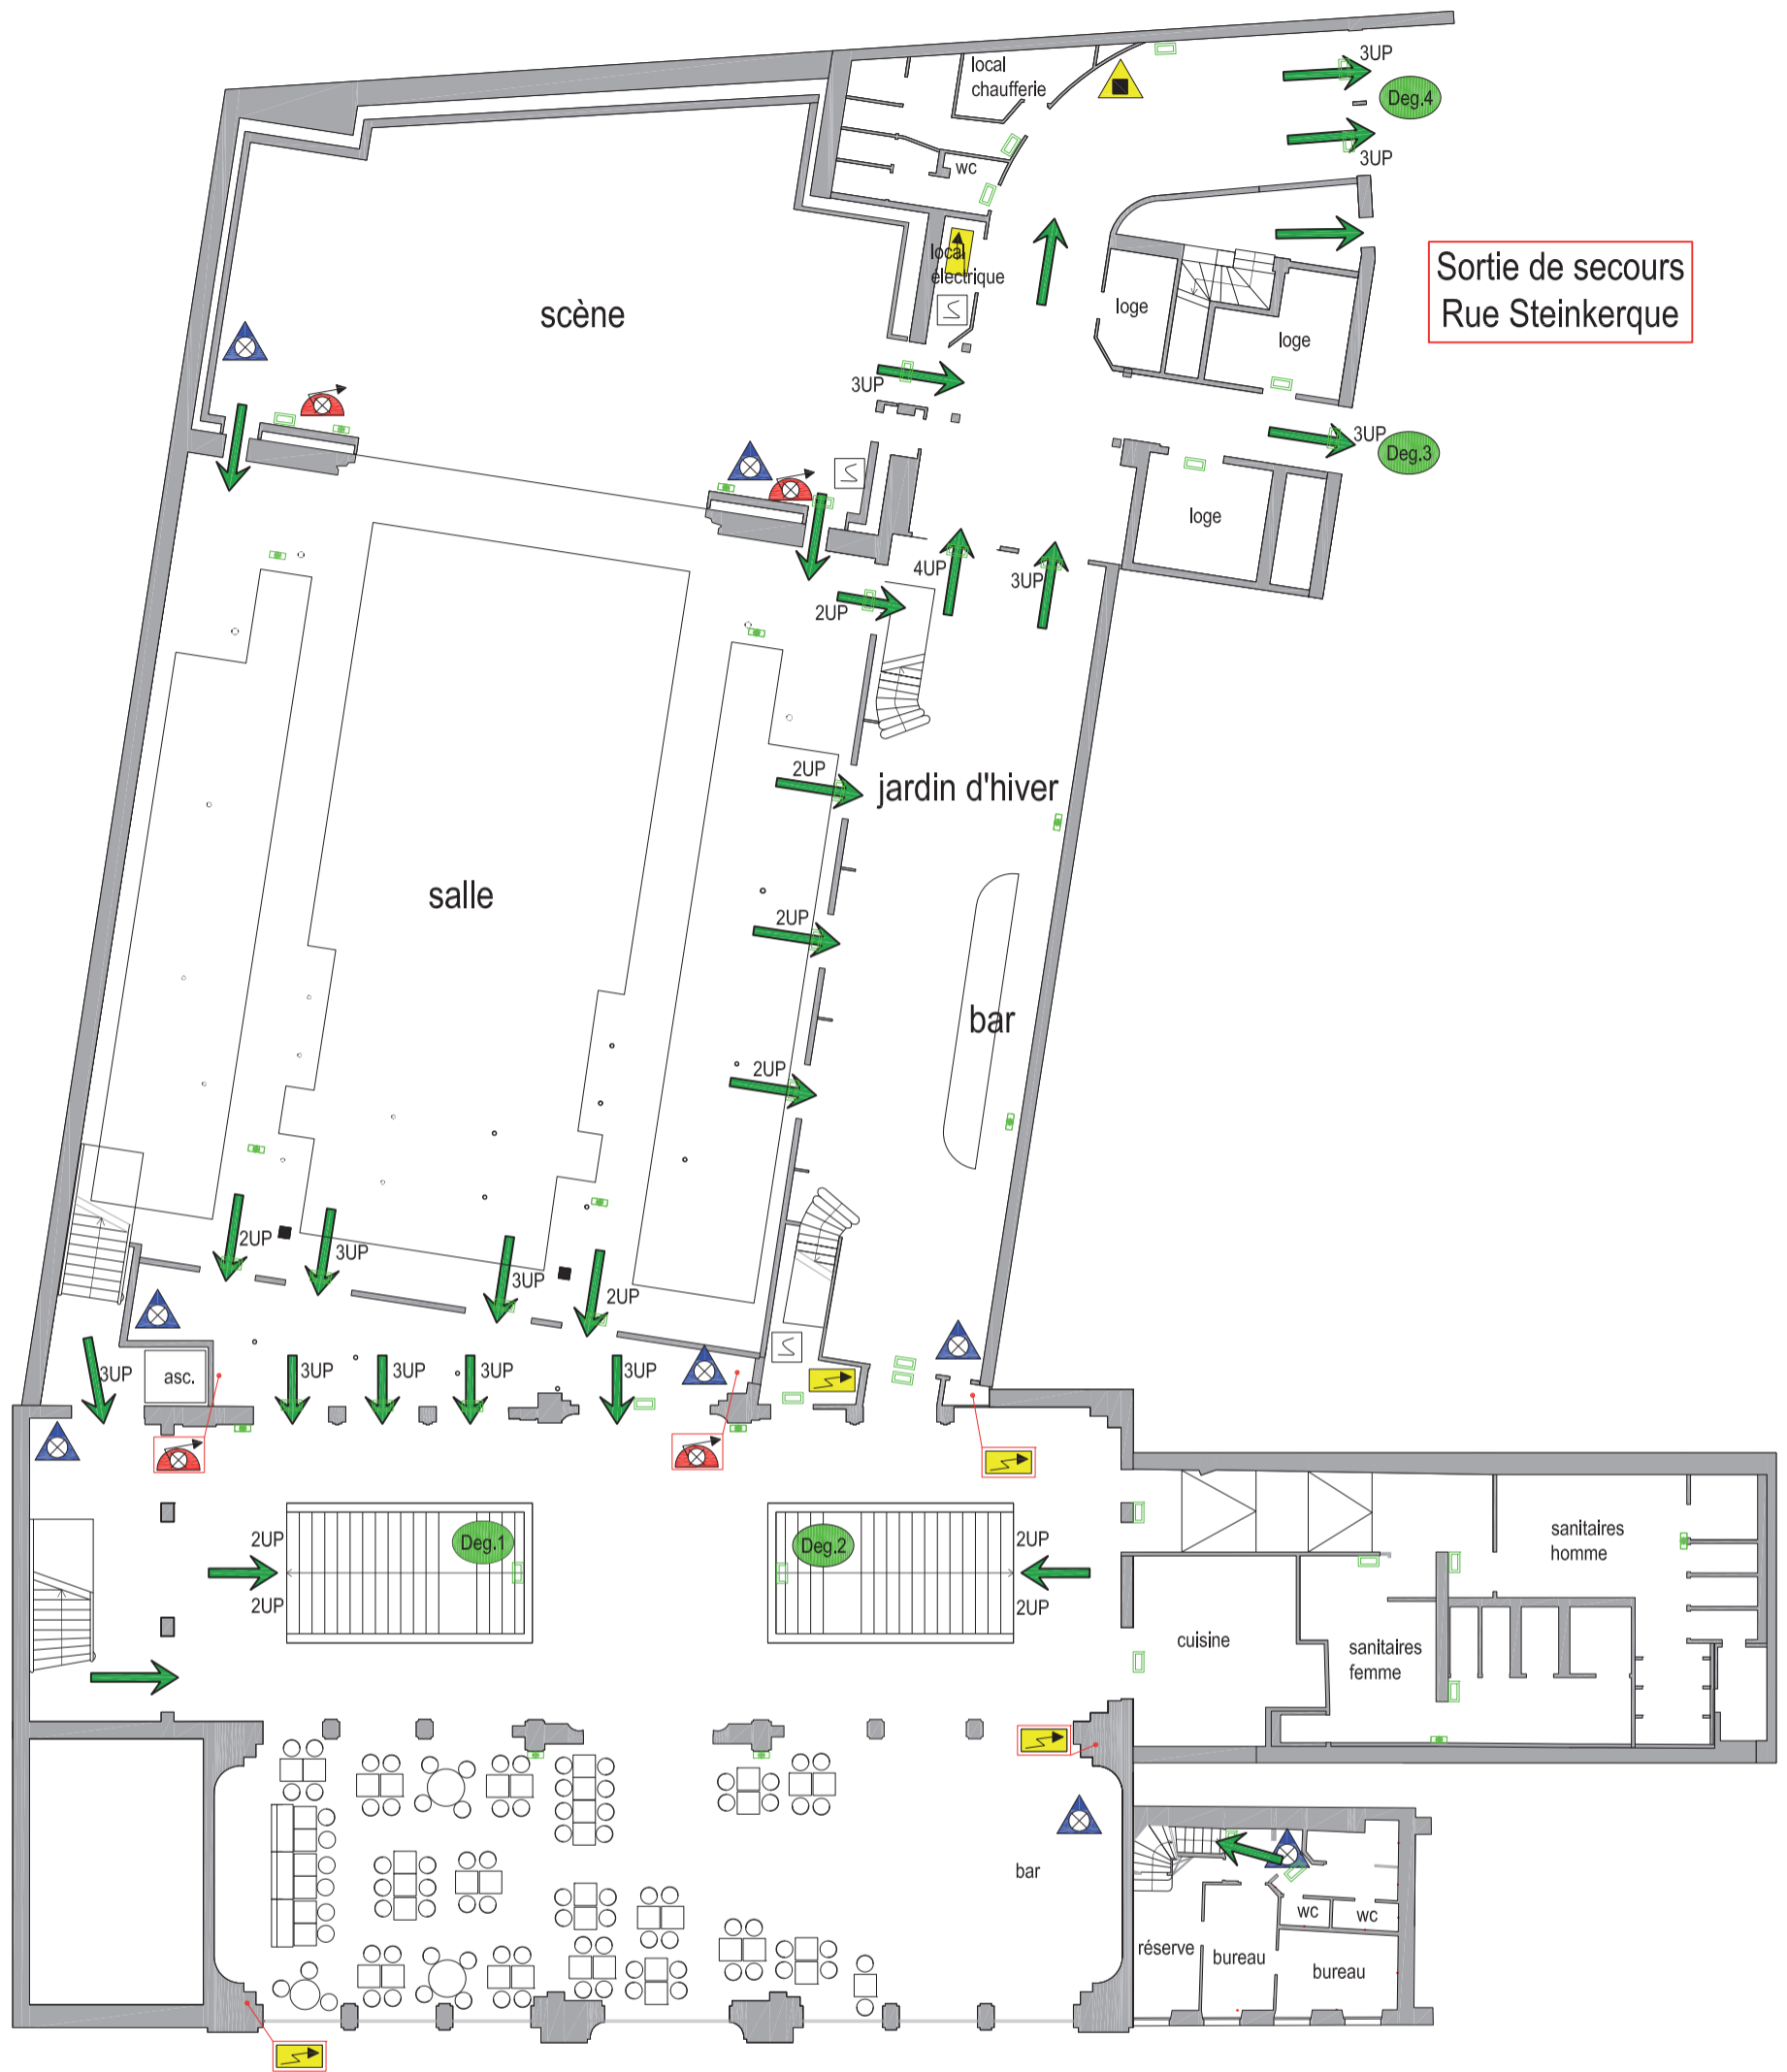 local
chaufferie
3UP
Deg.4
3UP
wc
local
électrique
loge
loge
Sortie de secours
Rue Steinkerque
scène
3UP
3UP
Deg.3
loge
4UP
3UP
2UP
2UP
jardin d'hiver
salle
2UP
bar
2UP
2UP
3UP
3UP
2UP
3UP
asc.
3UP
3UP
3UP
3UP
2UP
2UP
Deg.1
Deg.2
2UP
2UP
sanitaires
homme
cuisine
sanitaires
femme
bar
réserve
bureau
wc
wc
bureau